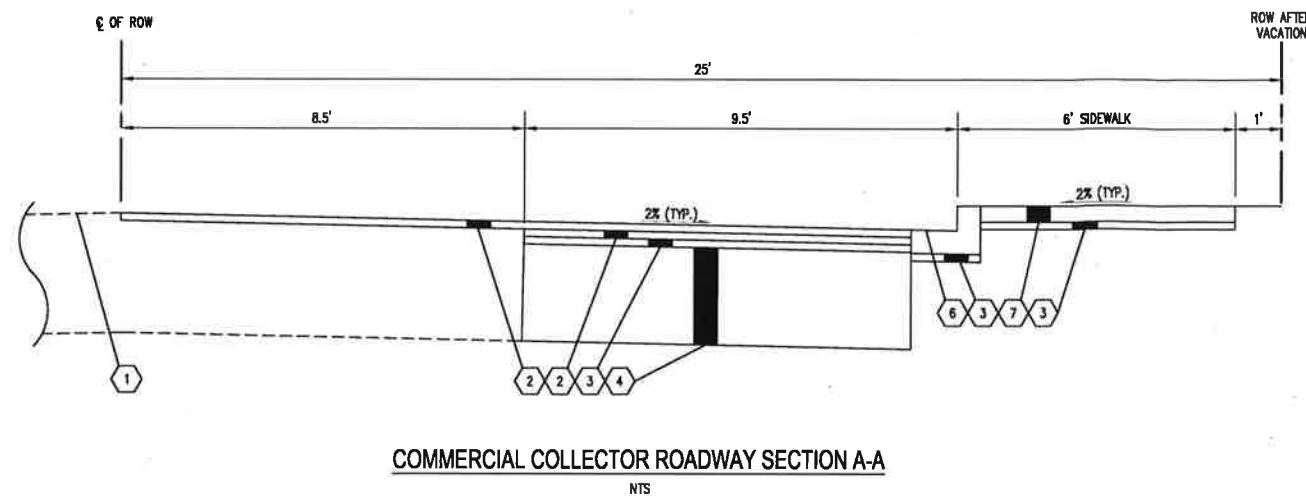 ℄ OF ROW
ROW AFTER
VACATION
25'
8.5'
9.5'
6' SIDEWALK
1'
2% (TYP.)
2% (TYP.)
6 3 7 3
1
2 2 3 4
COMMERCIAL COLLECTOR ROADWAY SECTION A-A
NTS